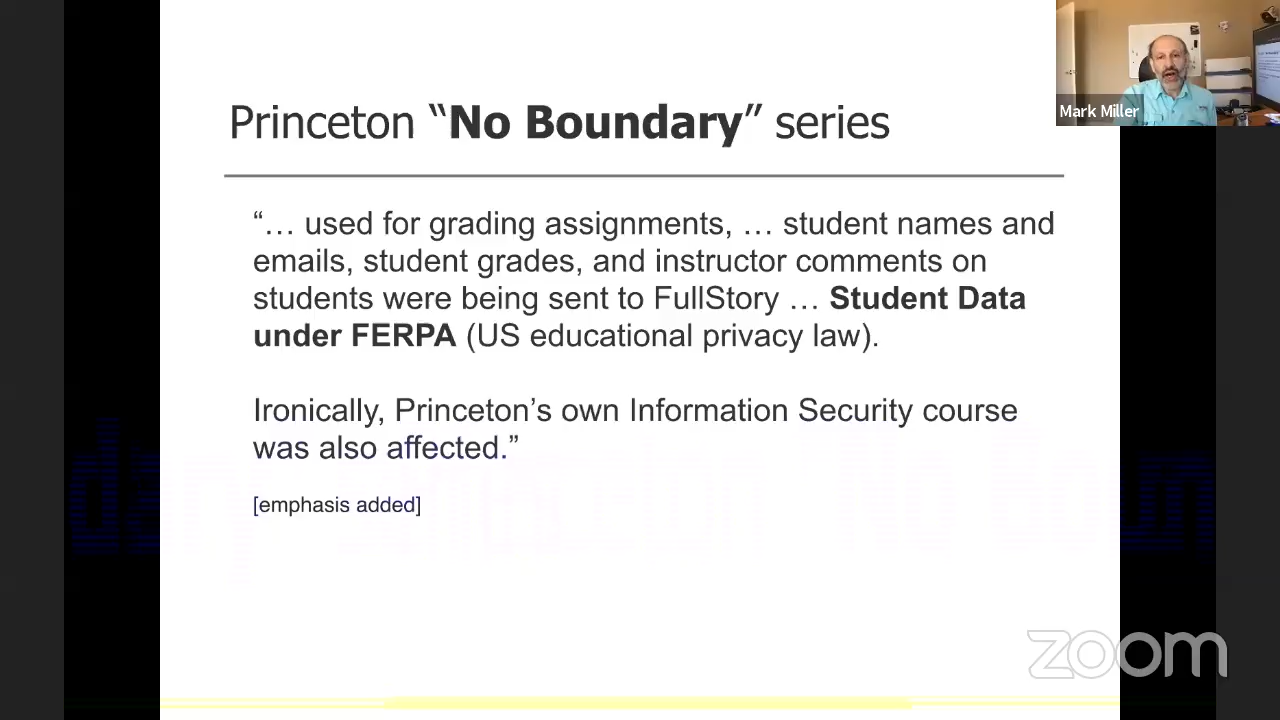 Princeton “No Boundary” series
“… used for grading assignments, … student names and
emails, student grades, and instructor comments on
students were being sent to FullStory … Student Data
under FERPA (US educational privacy law).
Ironically, Princeton’s own Information Security course
was also affected.”
[emphasis added]
Mark Miller
zoom